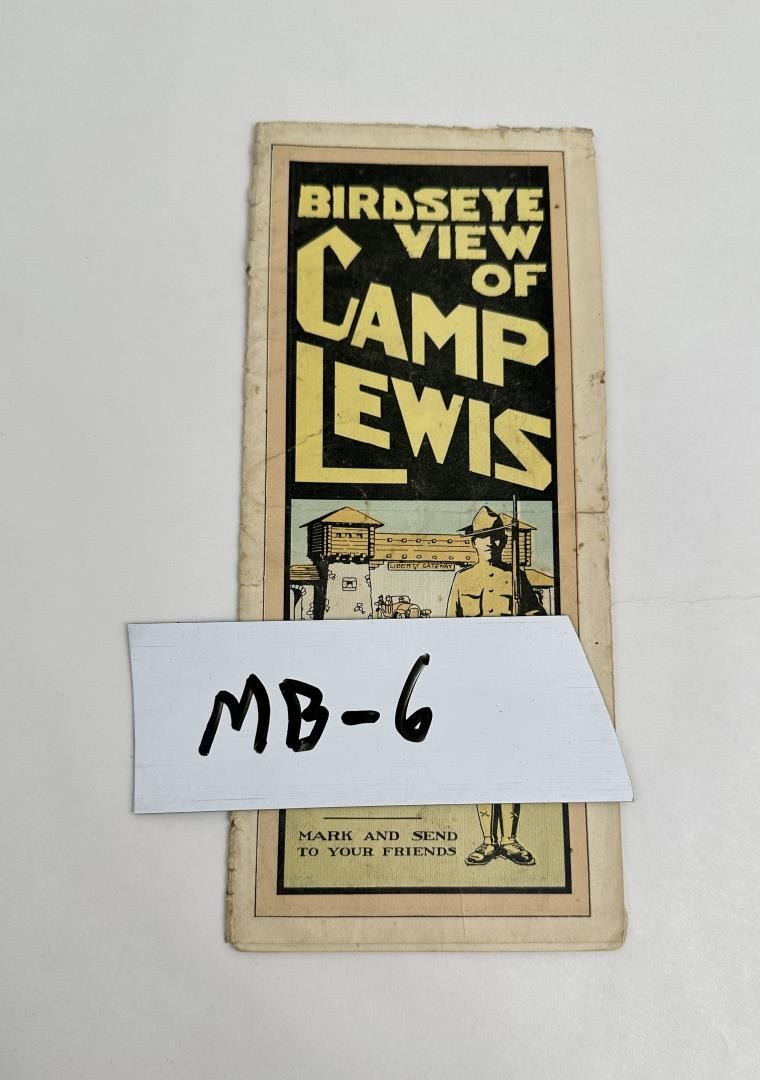 BIRDSEYE
VIEW
OF
CAMP
LEWIS
LIBERTY GATEWAY
MB-6
MARK AND SEND
TO YOUR FRIENDS